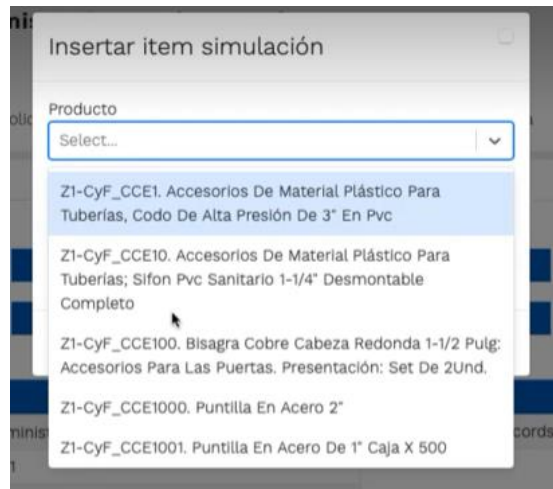 Insertar item simulación
Producto
Select...
Z1-CyF_CCE1. Accesorios De Material Plástico Para
Tuberías, Codo De Alta Presión De 3" En Pvc
Z1-CyF_CCE10. Accesorios De Material Plástico Para
Tuberias; Sifon Pvc Sanitario 1-1/4" Desmontable
Completo
Z1-CyF_CCE100. Bisagra Cobre Cabeza Redonda 1-1/2 Pulg:
Accesorios Para Las Puertas. Presentación: Set De 2Und.
Z1-CyF_CCE1000. Puntilla En Acero 2"
Z1-CyF_CCE1001. Puntilla En Acero De 1" Caja X 500